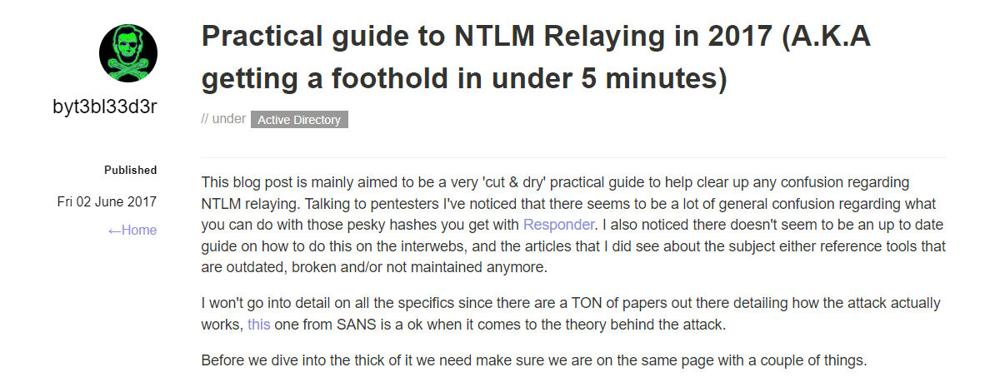 Practical guide to NTLM Relaying in 2017 (A.K.A
getting a foothold in under 5 minutes)
byt3bl33d3r
// under Active Directory
Published
Fri 02 June 2017
←Home
This blog post is mainly aimed to be a very 'cut & dry' practical guide to help clear up any confusion regarding
NTLM relaying. Talking to pentesters I've noticed that there seems to be a lot of general confusion regarding what
you can do with those pesky hashes you get with Responder. I also noticed there doesn't seem to be an up to date
guide on how to do this on the interwebs, and the articles that I did see about the subject either reference tools that
are outdated, broken and/or not maintained anymore.
I won't go into detail on all the specifics since there are a TON of papers out there detailing how the attack actually
works, this one from SANS is a ok when it comes to the theory behind the attack.
Before we dive into the thick of it we need make sure we are on the same page with a couple of things.